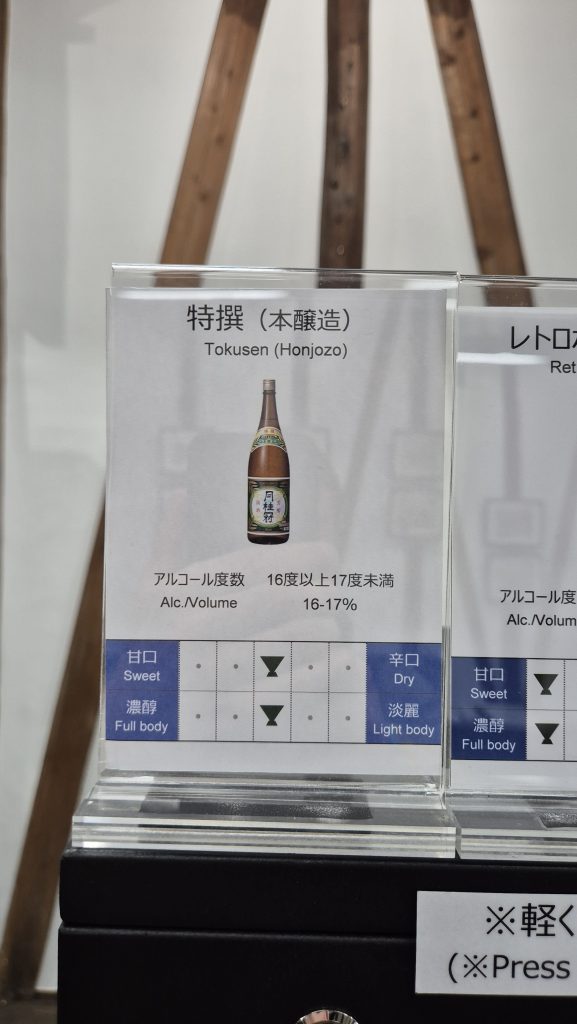 特撰（本醸造）
Tokusen (Honjozo)
月桂冠
アルコール度数 16度以上17度未満
Alc./Volume 16-17%
甘口 辛口
Sweet Dry
濃醇 淡麗
Full body Light body
レトロ
Ret
アルコール度
Alc./Volum
甘口
Sweet
濃醇
Full body
※軽く
(※Press